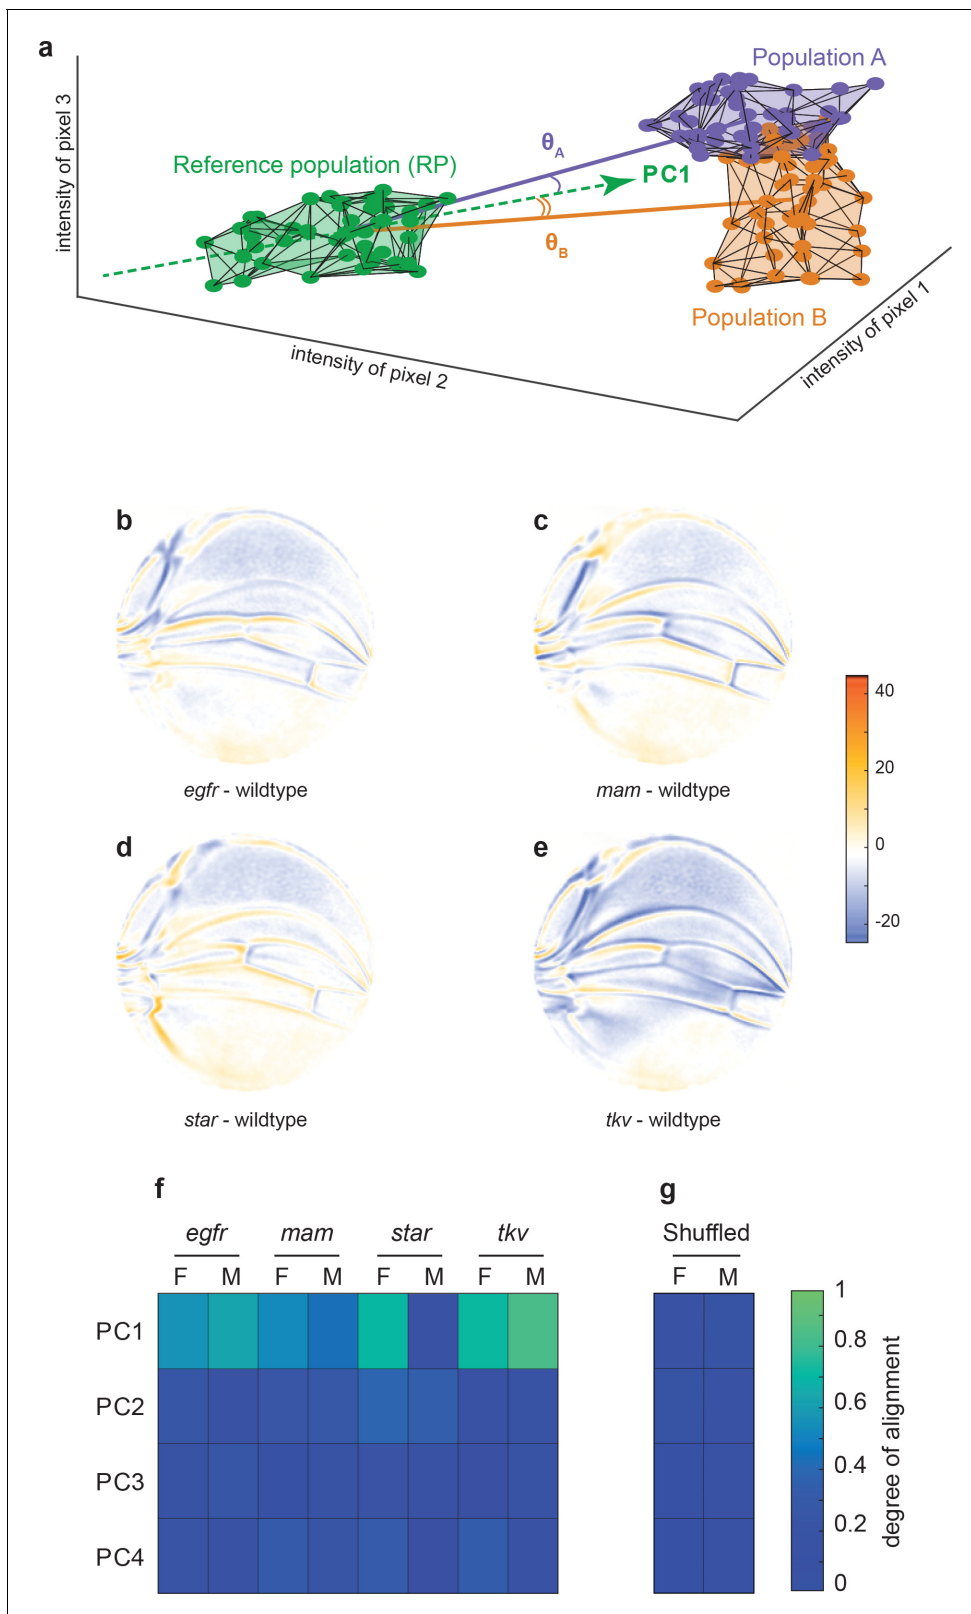 a
Population A
intensity of pixel 3
Reference population (RP)
θA
PC1
θB
Population B
intensity of pixel 2
intensity of pixel 1
b
c
egfr - wildtype
mam - wildtype
40
20
0
-20
d
e
star - wildtype
tkv - wildtype
f
g
egfr mam star tkv
Shuffled
F M F M F M F M
F M
PC1
PC2
PC3
PC4
1
0.8
0.6
0.4
0.2
0
degree of alignment